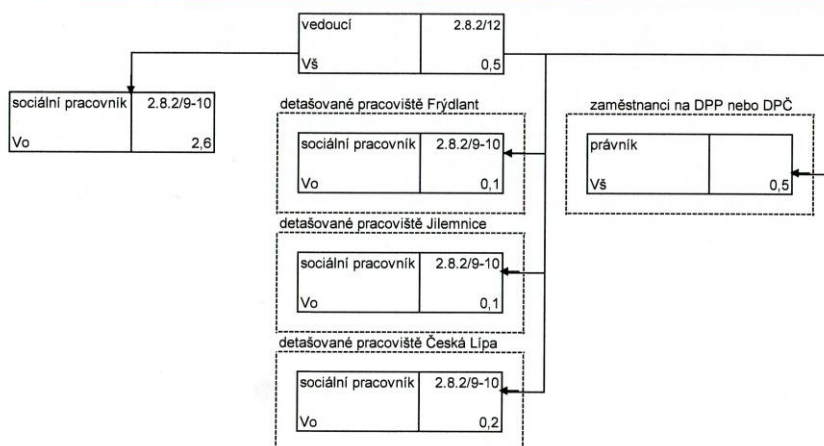 vedoucí 2.8.2/12
Vš 0,5
sociální pracovník 2.8.2/9-10
Vo 2,6
detašované pracoviště Frýdlant
sociální pracovník 2.8.2/9-10
Vo 0,1
zaměstnanci na DPP nebo DPČ
právník
Vš 0,5
detašované pracoviště Jilemnice
sociální pracovník 2.8.2/9-10
Vo 0,1
detašované pracoviště Česká Lípa
sociální pracovník 2.8.2/9-10
Vo 0,2